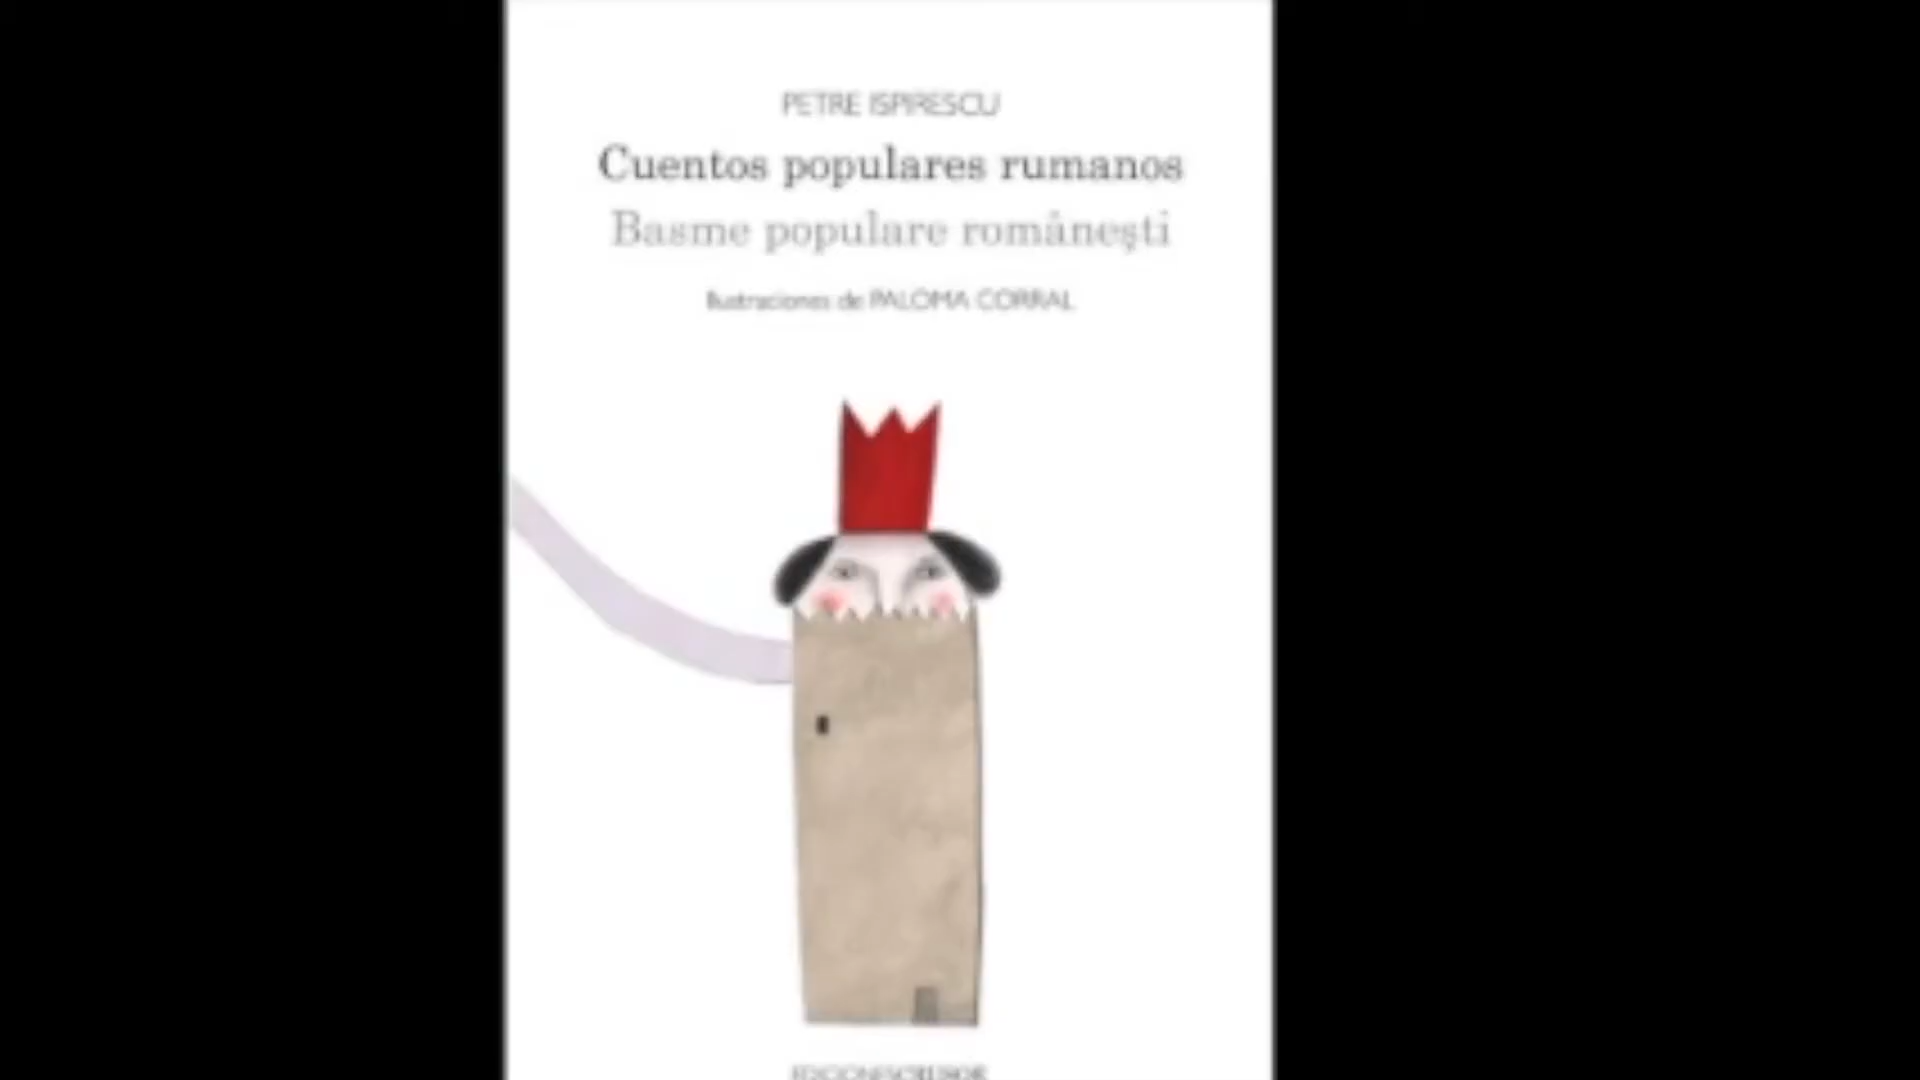 PETRE ISPIRESCU
Cuentos populares rumanos
Basme populare românești
Ilustraciones de PALOMA CORRAL